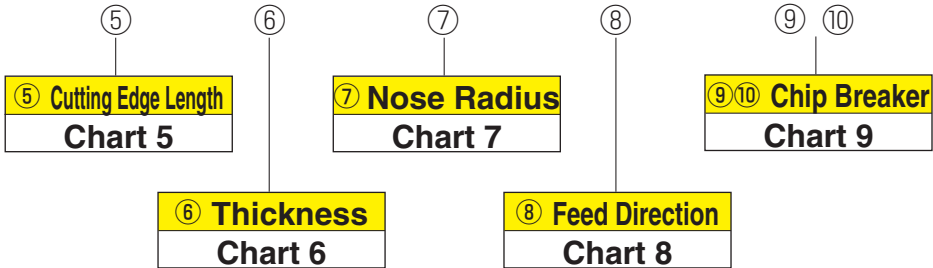 ⑤ ⑥ ⑦ ⑧ ⑨ ⑩
⑤ Cutting Edge Length
Chart 5
⑦ Nose Radius
Chart 7
⑨⑩ Chip Breaker
Chart 9
⑥ Thickness
Chart 6
⑧ Feed Direction
Chart 8